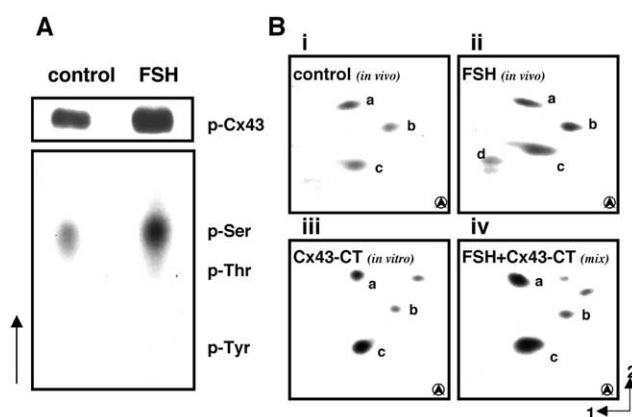 A
control FSH
p-Cx43
p-Ser
p-Thr
p-Tyr
B
i
control (in vivo)
a
b
c
A
ii
FSH (in vivo)
a
b
d
c
A
iii
Cx43-CT (in vitro)
a
b
c
A
iv
FSH+Cx43-CT (mix)
a
b
c
A
2
1